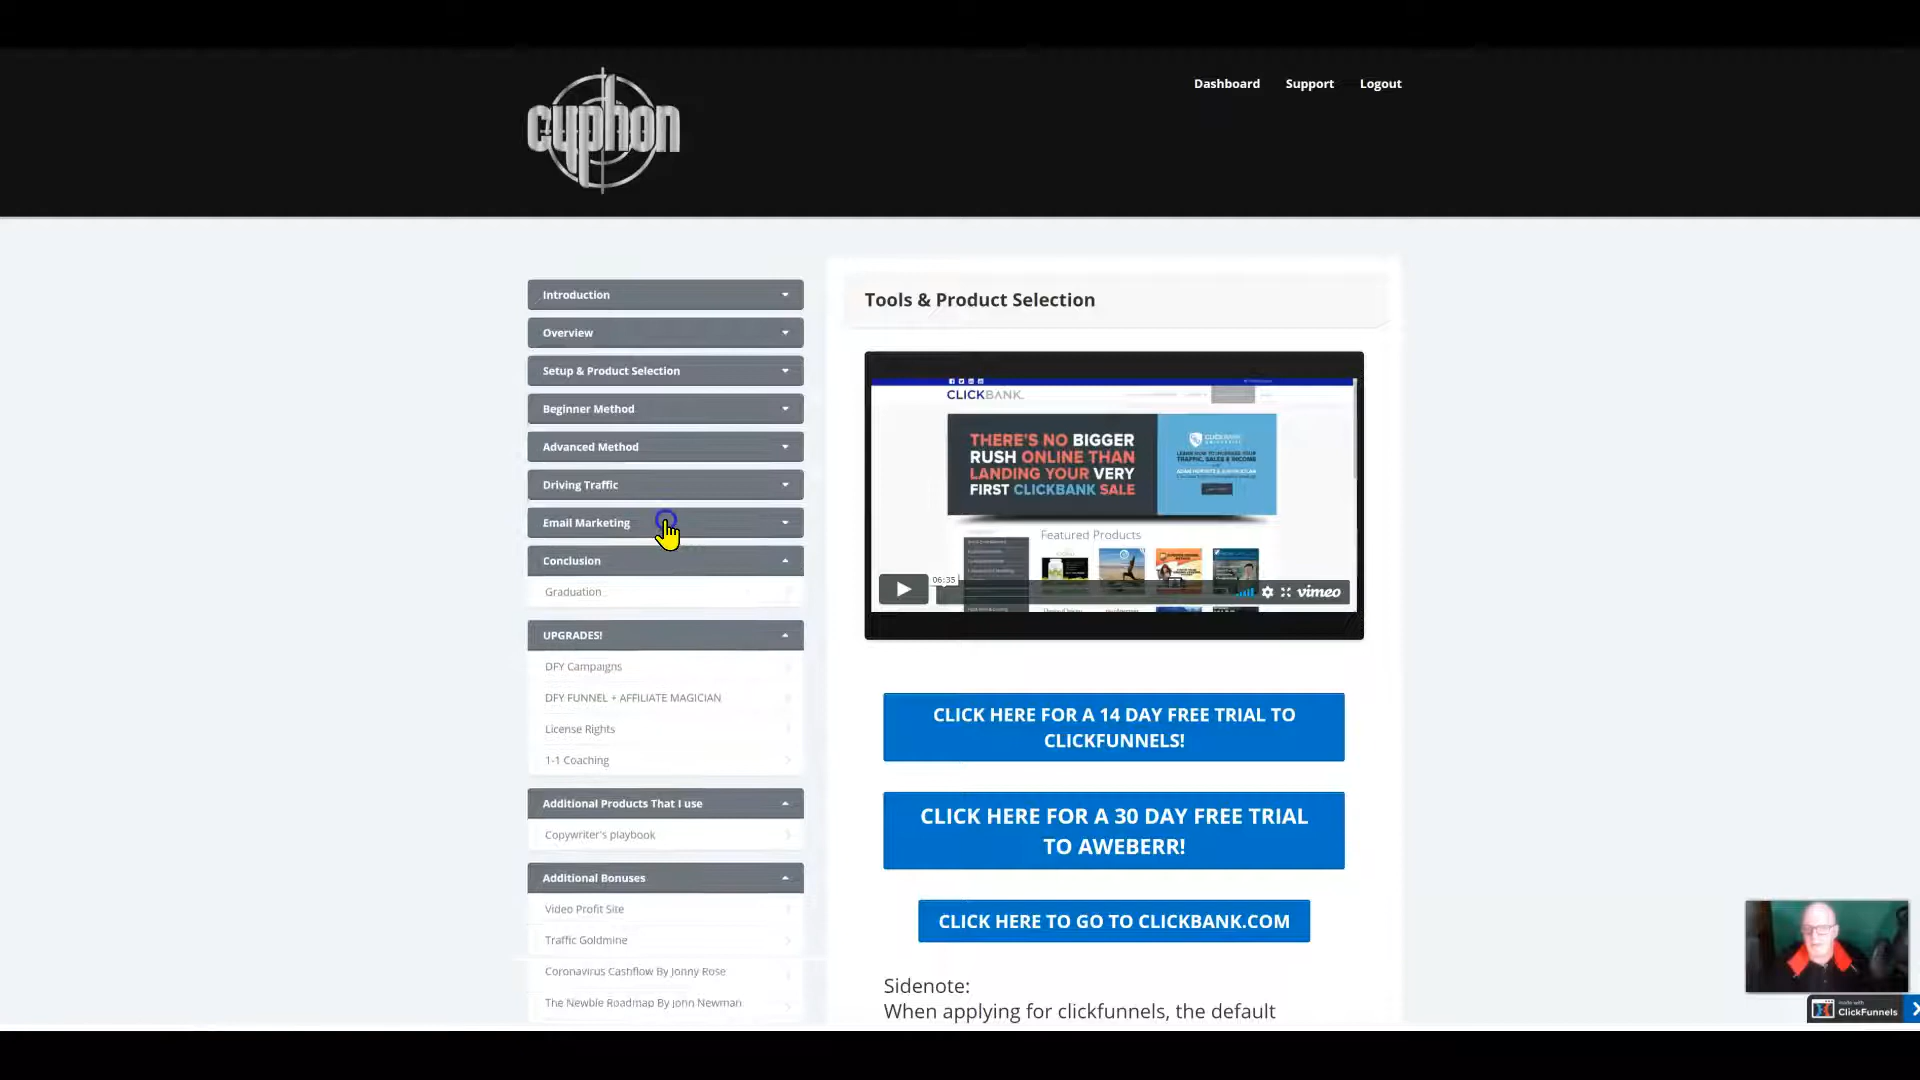 cyphon
Dashboard
Support
Logout
Introduction
Overview
Setup & Product Selection
Beginner Method
Advanced Method
Driving Traffic
Email Marketing
Conclusion
Graduation
UPGRADES!
DFY Campaigns
DFY FUNNEL + AFFILIATE MAGICIAN
License Rights
1-1 Coaching
Additional Products That I use
Copywriter's playbook
Additional Bonuses
Video Profit Site
Traffic Goldmine
Coronavirus Cashflow By Jonny Rose
The Newbie Roadmap By John Newman
Tools & Product Selection
CLICKBANK
THERE'S NO BIGGER
RUSH ONLINE THAN
LANDING YOUR VERY
FIRST CLICKBANK SALE
Featured Products
06:35
vimeo
CLICK HERE FOR A 14 DAY FREE TRIAL TO
CLICKFUNNELS!
CLICK HERE FOR A 30 DAY FREE TRIAL
TO AWEBERR!
CLICK HERE TO GO TO CLICKBANK.COM
Sidenote:
When applying for clickfunnels, the default
made with
ClickFunnels